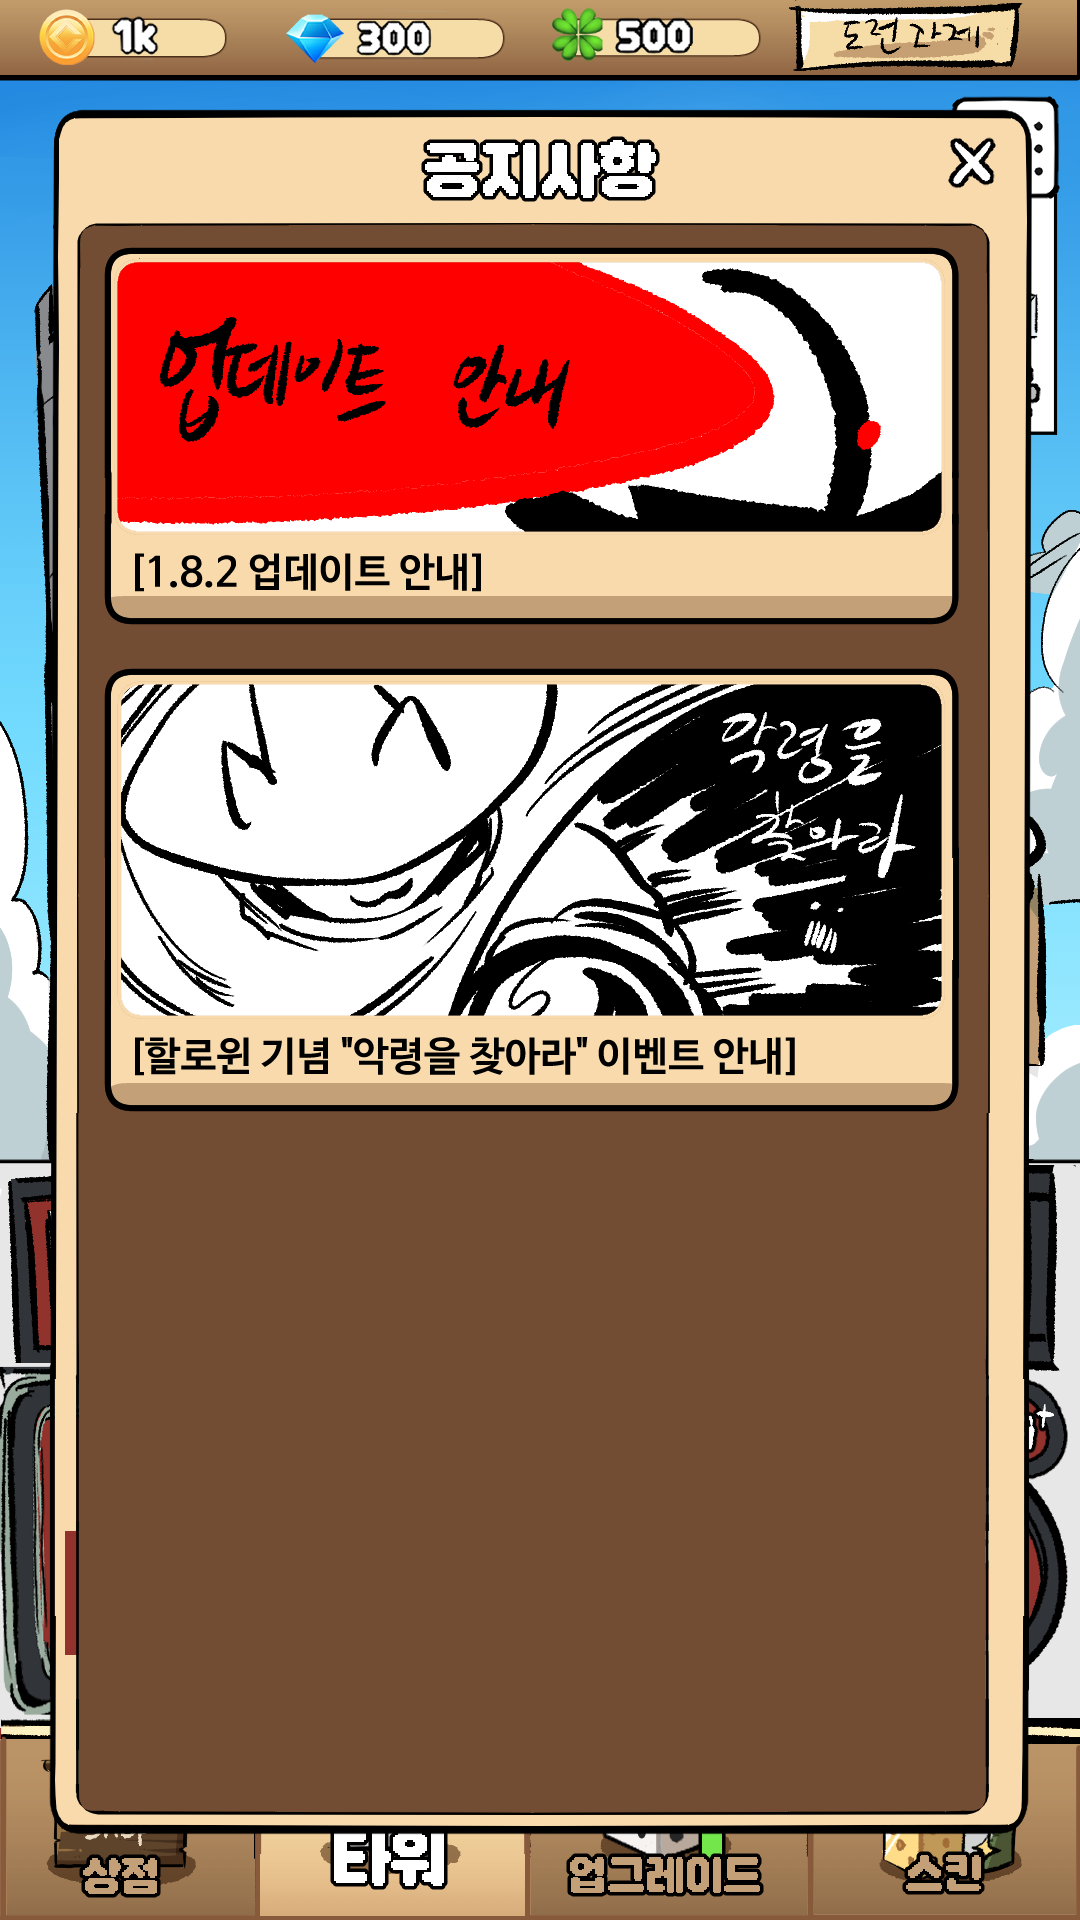 1k
300
500
도전과제
공지사항
업데이트 안내
[1.8.2 업데이트 안내]
악령을
찾아라
[할로윈 기념 "악령을 찾아라" 이벤트 안내]
상점
타워
업그레이드
스킨